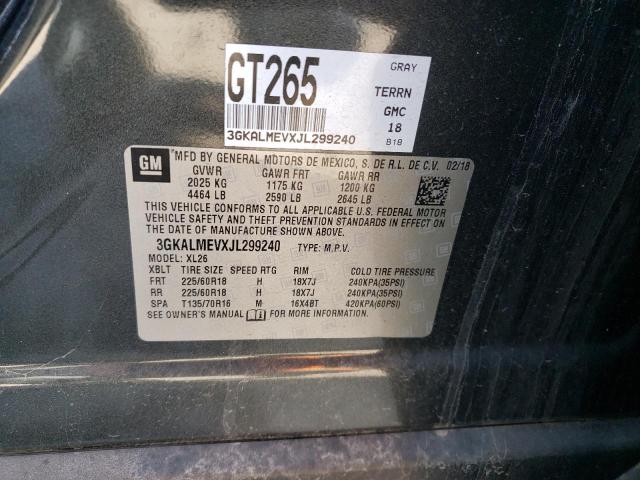 GT265
GRAY
TERRN
GMC
18
3GKALMEVXJL299240
B18
GM
MFD BY GENERAL MOTORS DE MEXICO, S. DE R.L. DE C.V. 02/18
GVWR GAWR FRT GAWR RR
2025 KG 1175 KG 1200 KG
4464 LB 2590 LB 2645 LB
THIS VEHICLE CONFORMS TO ALL APPLICABLE U.S. FEDERAL MOTOR
VEHICLE SAFETY AND THEFT PREVENTION STANDARDS IN EFFECT ON
THE DATE OF MANUFACTURE SHOWN ABOVE.
3GKALMEVXJL299240 TYPE: M.P.V.
MODEL: XL26
XBLT TIRE SIZE SPEED RTG RIM COLD TIRE PRESSURE
FRT 225/60R18 H 18X7J 240KPA(35PSI)
RR 225/60R18 H 18X7J 240KPA(35PSI)
SPA T135/70R16 M 16X4BT 420KPA(60PSI)
SEE OWNER'S MANUAL FOR MORE INFORMATION.